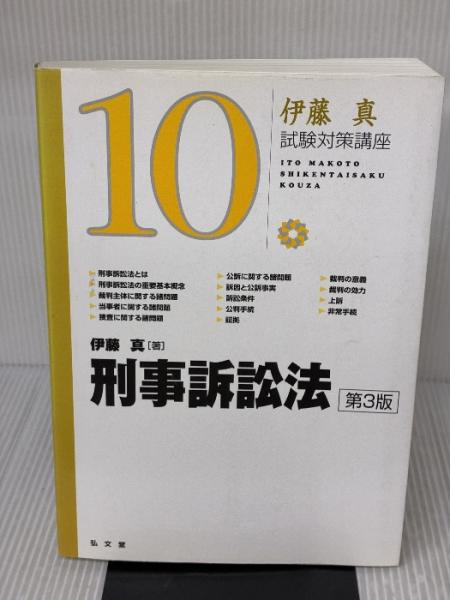 10
伊藤 真
試験対策講座
ITO MAKOTO
SHIKENTAISAKU
KOUZA
刑事訴訟法とは
刑事訴訟法の重要基本概念
裁判主体に関する諸問題
当事者に関する諸問題
捜査に関する諸問題
公訴に関する諸問題
訴因と公訴事実
訴訟条件
公判手続
証拠
裁判の意義
裁判の効力
上訴
非常手続
伊藤 真[著]
刑事訴訟法 第3版
弘文堂